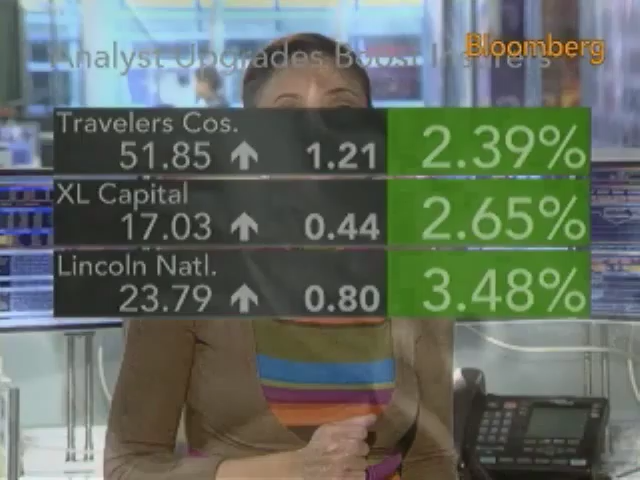 Analyst Upgrades Boost Insurers
Bloomberg
Travelers Cos.
51.85 ↑ 1.21 2.39%
XL Capital
17.03 ↑ 0.44 2.65%
Lincoln Natl.
23.79 ↑ 0.80 3.48%